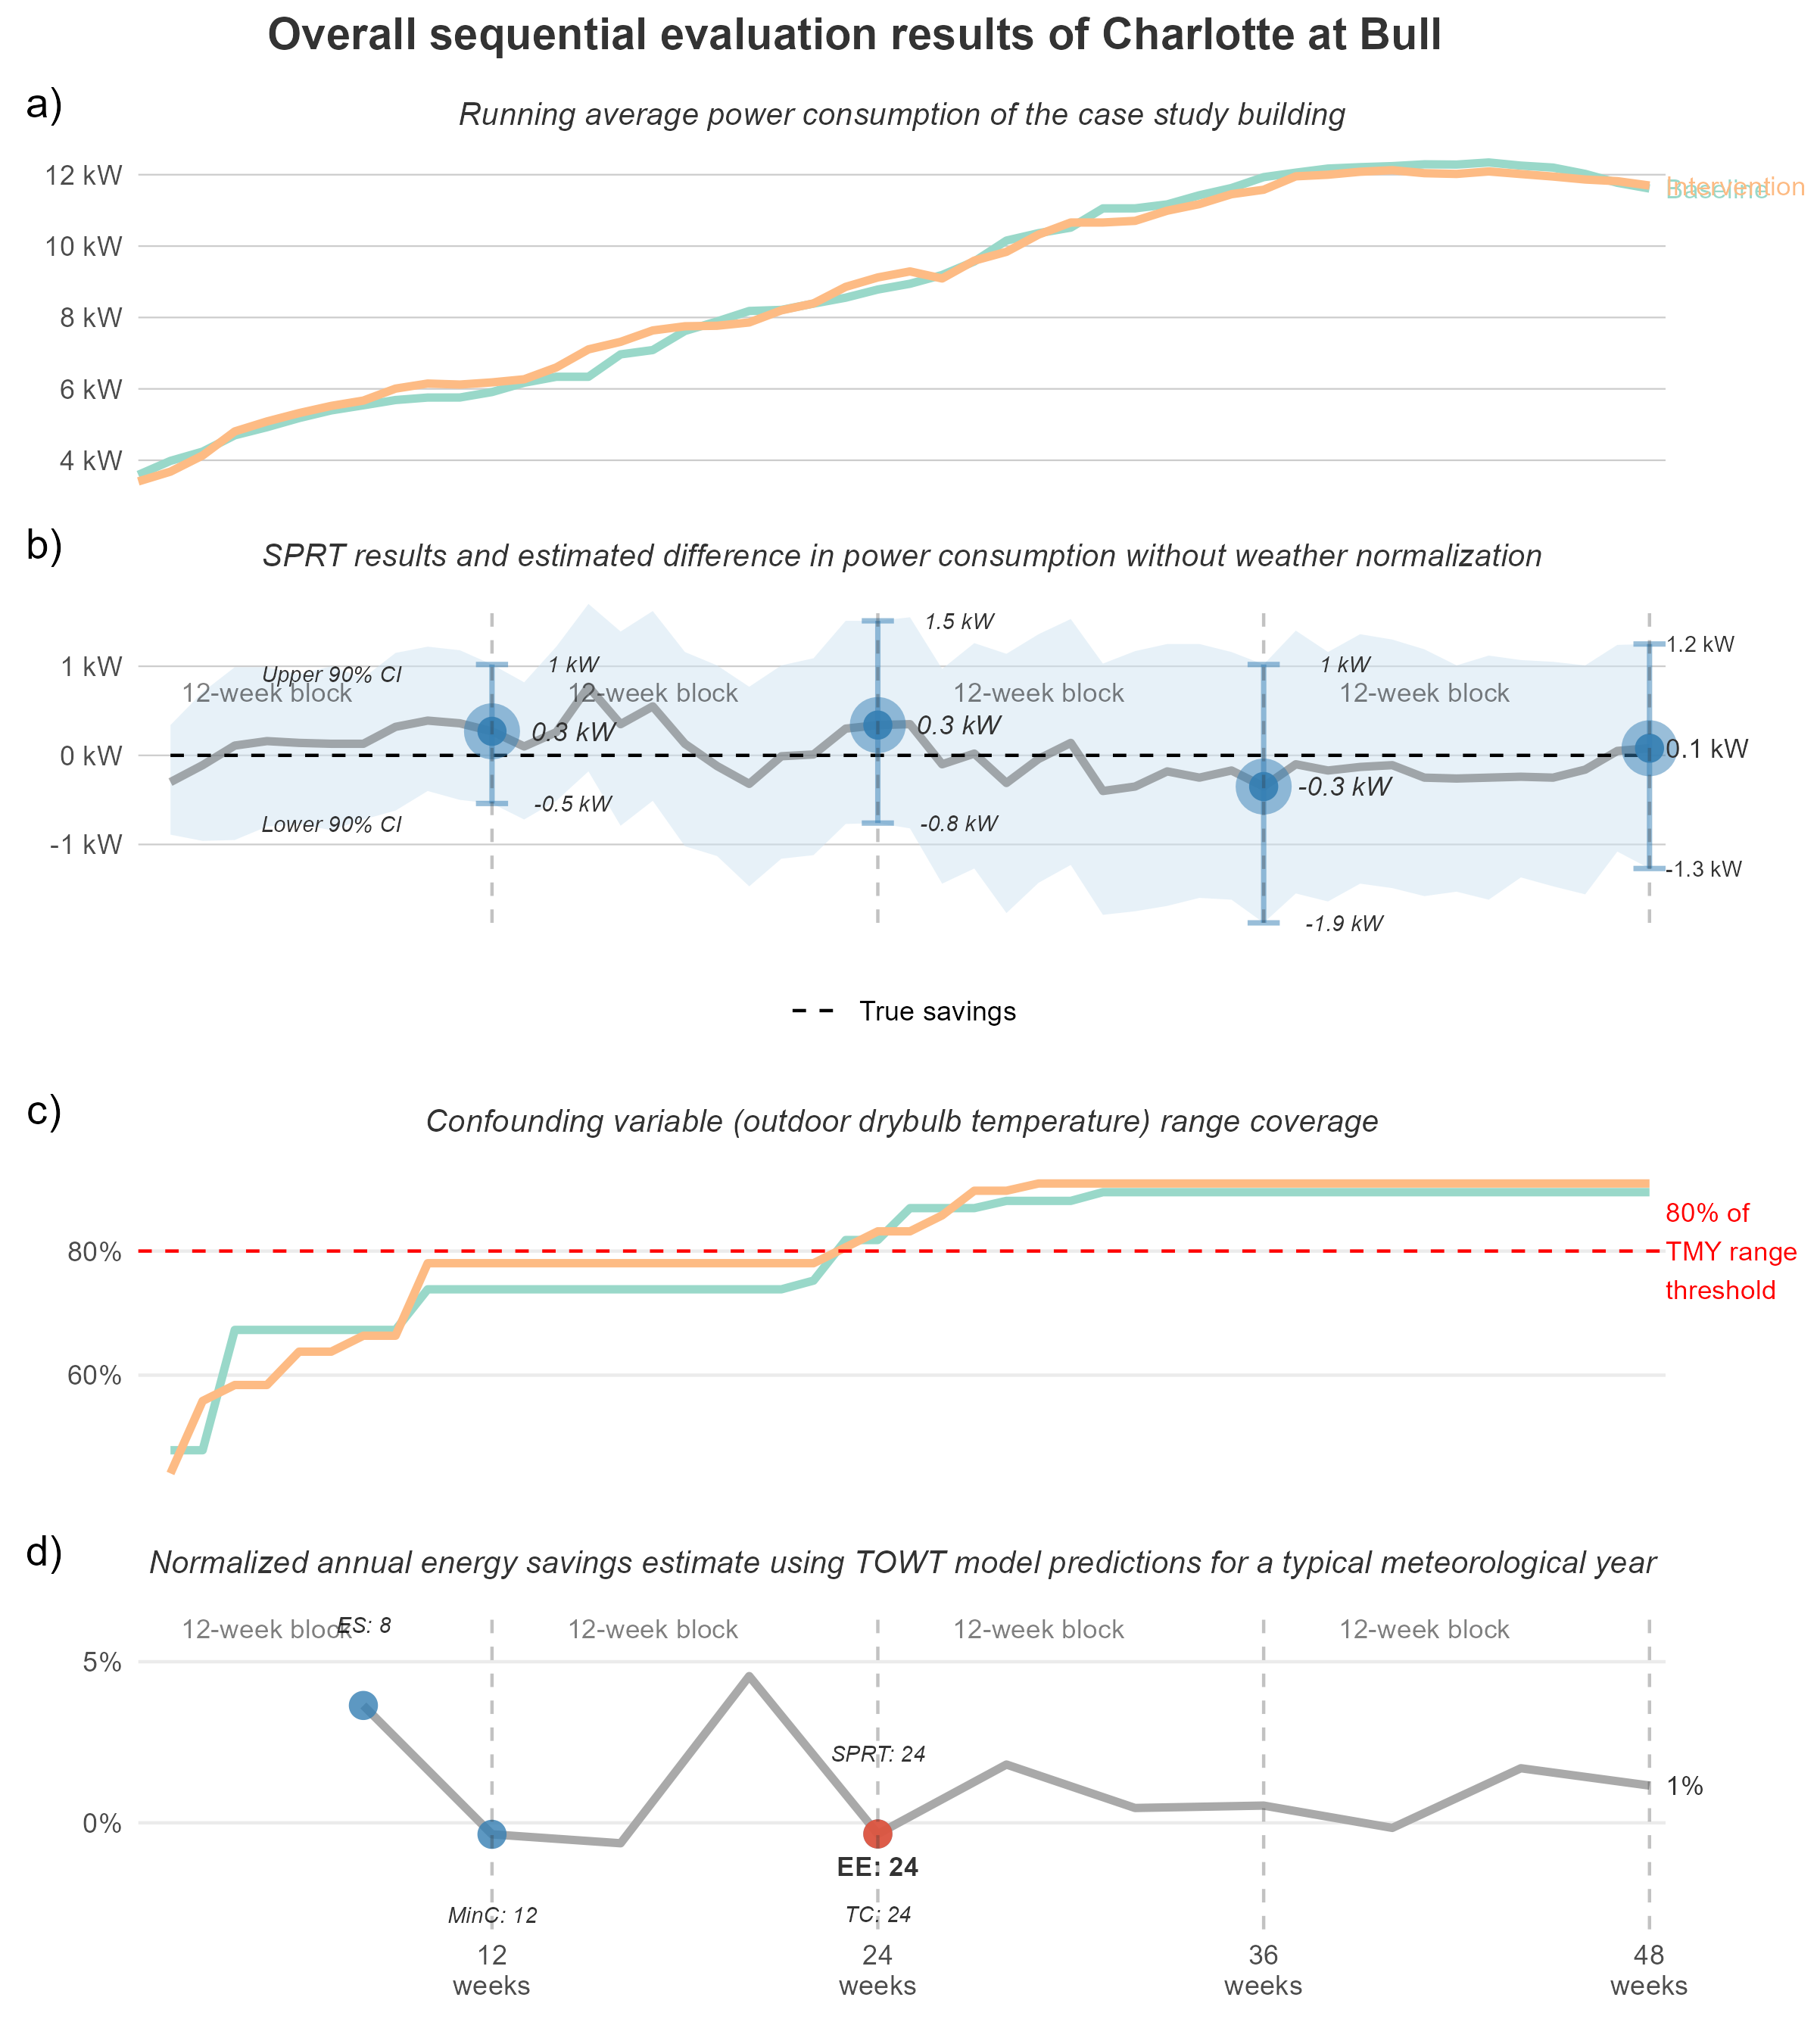 Overall sequential evaluation results of Charlotte at Bull
a)
Running average power consumption of the case study building
12 kW
10 kW
8 kW
6 kW
4 kW
Intervention
Baseline
b)
SPRT results and estimated difference in power consumption without weather normalization
1 kW
0 kW
-1 kW
Upper 90% CI
Lower 90% CI
12-week block
12-week block
12-week block
12-week block
1 kW
0.3 kW
-0.5 kW
1.5 kW
0.3 kW
-0.8 kW
1 kW
-0.3 kW
-1.9 kW
1.2 kW
0.1 kW
-1.3 kW
True savings
c)
Confounding variable (outdoor drybulb temperature) range coverage
80%
60%
80% of
TMY range
threshold
d)
Normalized annual energy savings estimate using TOWT model predictions for a typical meteorological year
12-week block
12-week block
12-week block
12-week block
ES: 8
5%
0%
SPRT: 24
1%
EE: 24
MinC: 12
TC: 24
12
weeks
24
weeks
36
weeks
48
weeks